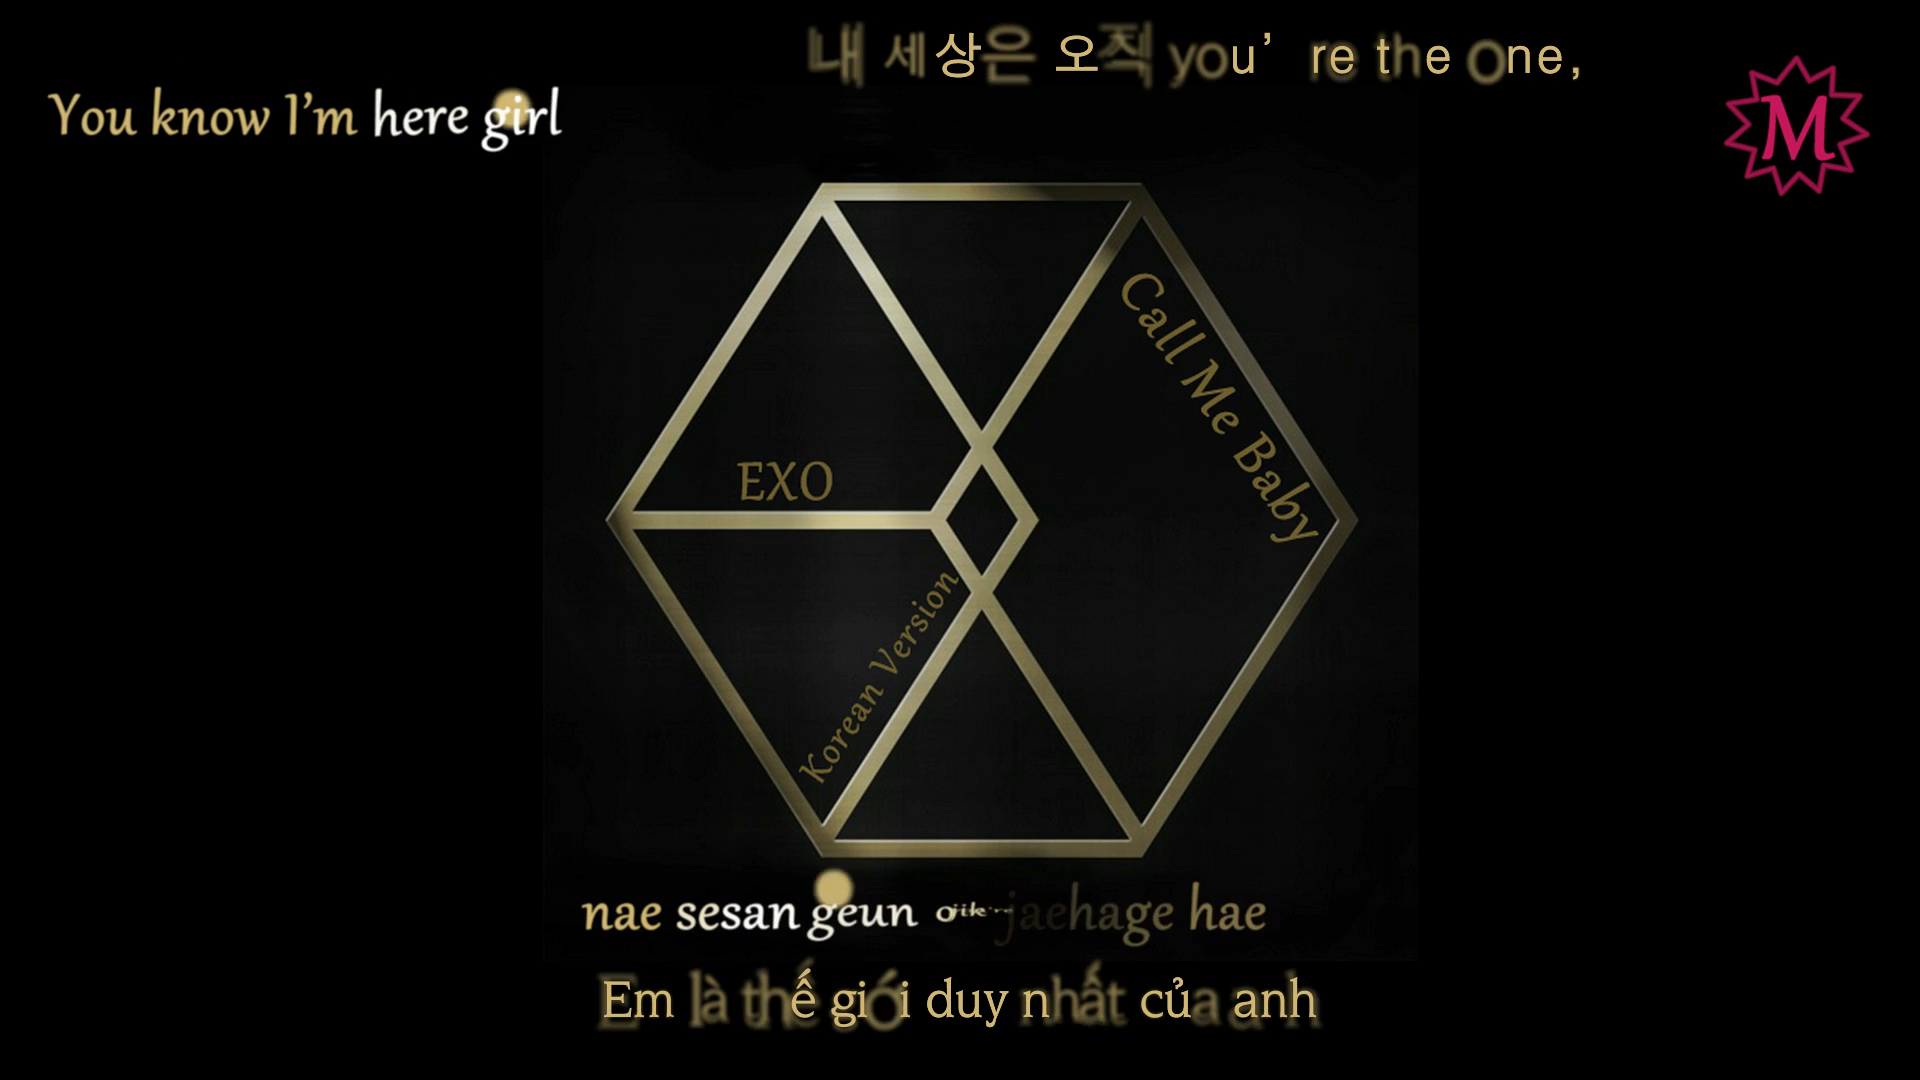 내 세상은 오직 you’re the one,
You know I’m here girl
M
Call Me Baby
EXO
Korean Version
nae sesan geun jaehage hae
Em là thế giới duy nhất của anh